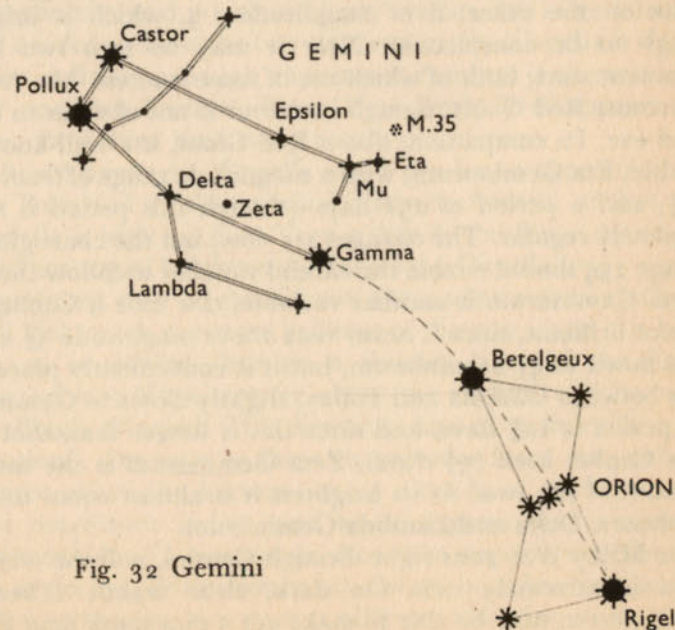 Castor
GEMINI
Pollux
Epsilon
M.35
Eta
Mu
Delta
Zeta
Gamma
Lambda
Betelgeux
ORION
Fig. 32 Gemini
Rigel